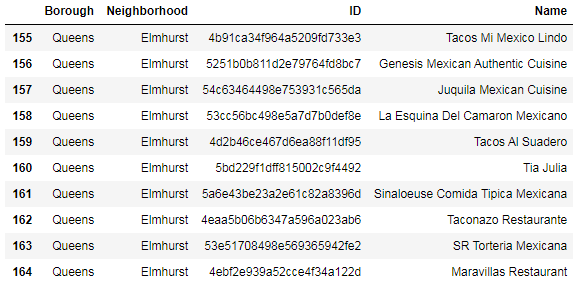 Borough Neighborhood ID Name
155 Queens Elmhurst 4b91ca34f964a5209fd733e3 Tacos Mi Mexico Lindo
156 Queens Elmhurst 5251b0b811d2e79764fd8bc7 Genesis Mexican Authentic Cuisine
157 Queens Elmhurst 54c63464498e753931c565da Juquila Mexican Cuisine
158 Queens Elmhurst 53cc56bc498e5a7d7b0def8e La Esquina Del Camaron Mexicano
159 Queens Elmhurst 4d2b46ce467d6ea88f11df95 Tacos Al Suadero
160 Queens Elmhurst 5bd229f1dff815002c9f4492 Tia Julia
161 Queens Elmhurst 5a6e43be23a2e61c82a8396d Sinaloeuse Comida Tipica Mexicana
162 Queens Elmhurst 4eaa5b06b6347a596a023ab6 Taconazo Restaurante
163 Queens Elmhurst 53e51708498e569365942fe2 SR Torteria Mexicana
164 Queens Elmhurst 4ebf2e939a52cce4f34a122d Maravillas Restaurant